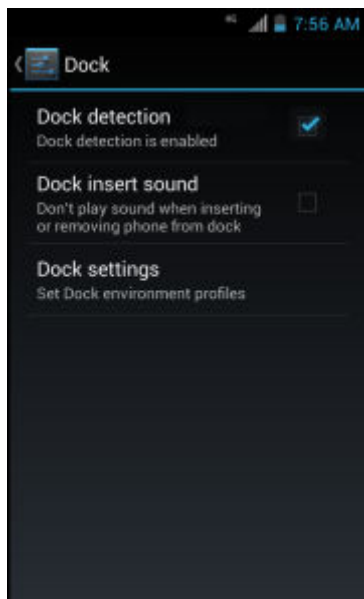 4G 7:56 AM
Dock
Dock detection
Dock detection is enabled
Dock insert sound
Don't play sound when inserting
or removing phone from dock
Dock settings
Set Dock environment profiles